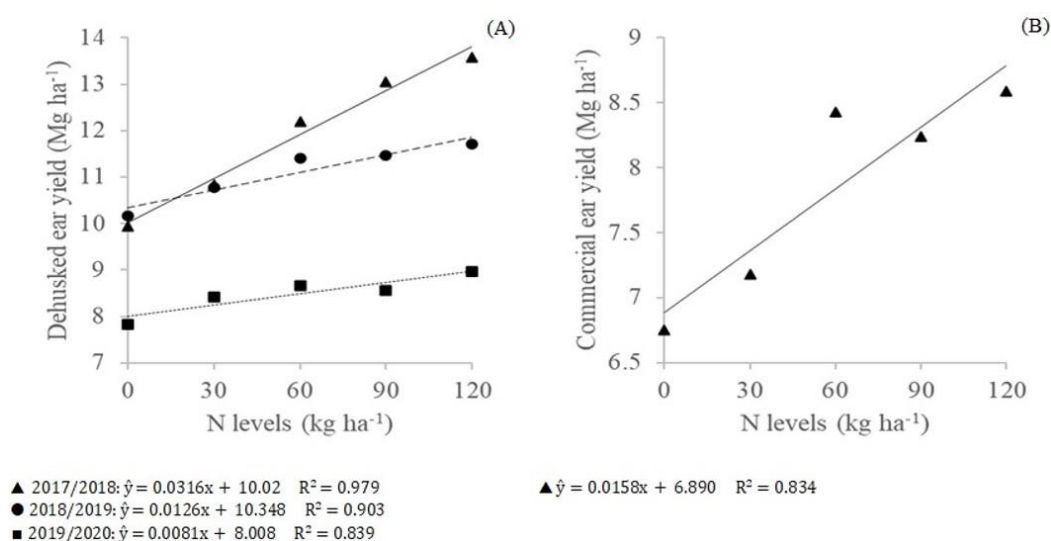 (A)
Dehusked ear yield (Mg ha⁻¹)
14
13
12
11
10
9
8
7
0 30 60 90 120
N levels (kg ha⁻¹)
(B)
Commercial ear yield (Mg ha⁻¹)
9
8.5
8
7.5
7
6.5
0 30 60 90 120
N levels (kg ha⁻¹)
▲ 2017/2018: ŷ = 0.0316x + 10.02 R² = 0.979
● 2018/2019: ŷ = 0.0126x + 10.348 R² = 0.903
■ 2019/2020: ŷ = 0.0081x + 8.008 R² = 0.839
▲ ŷ = 0.0158x + 6.890 R² = 0.834